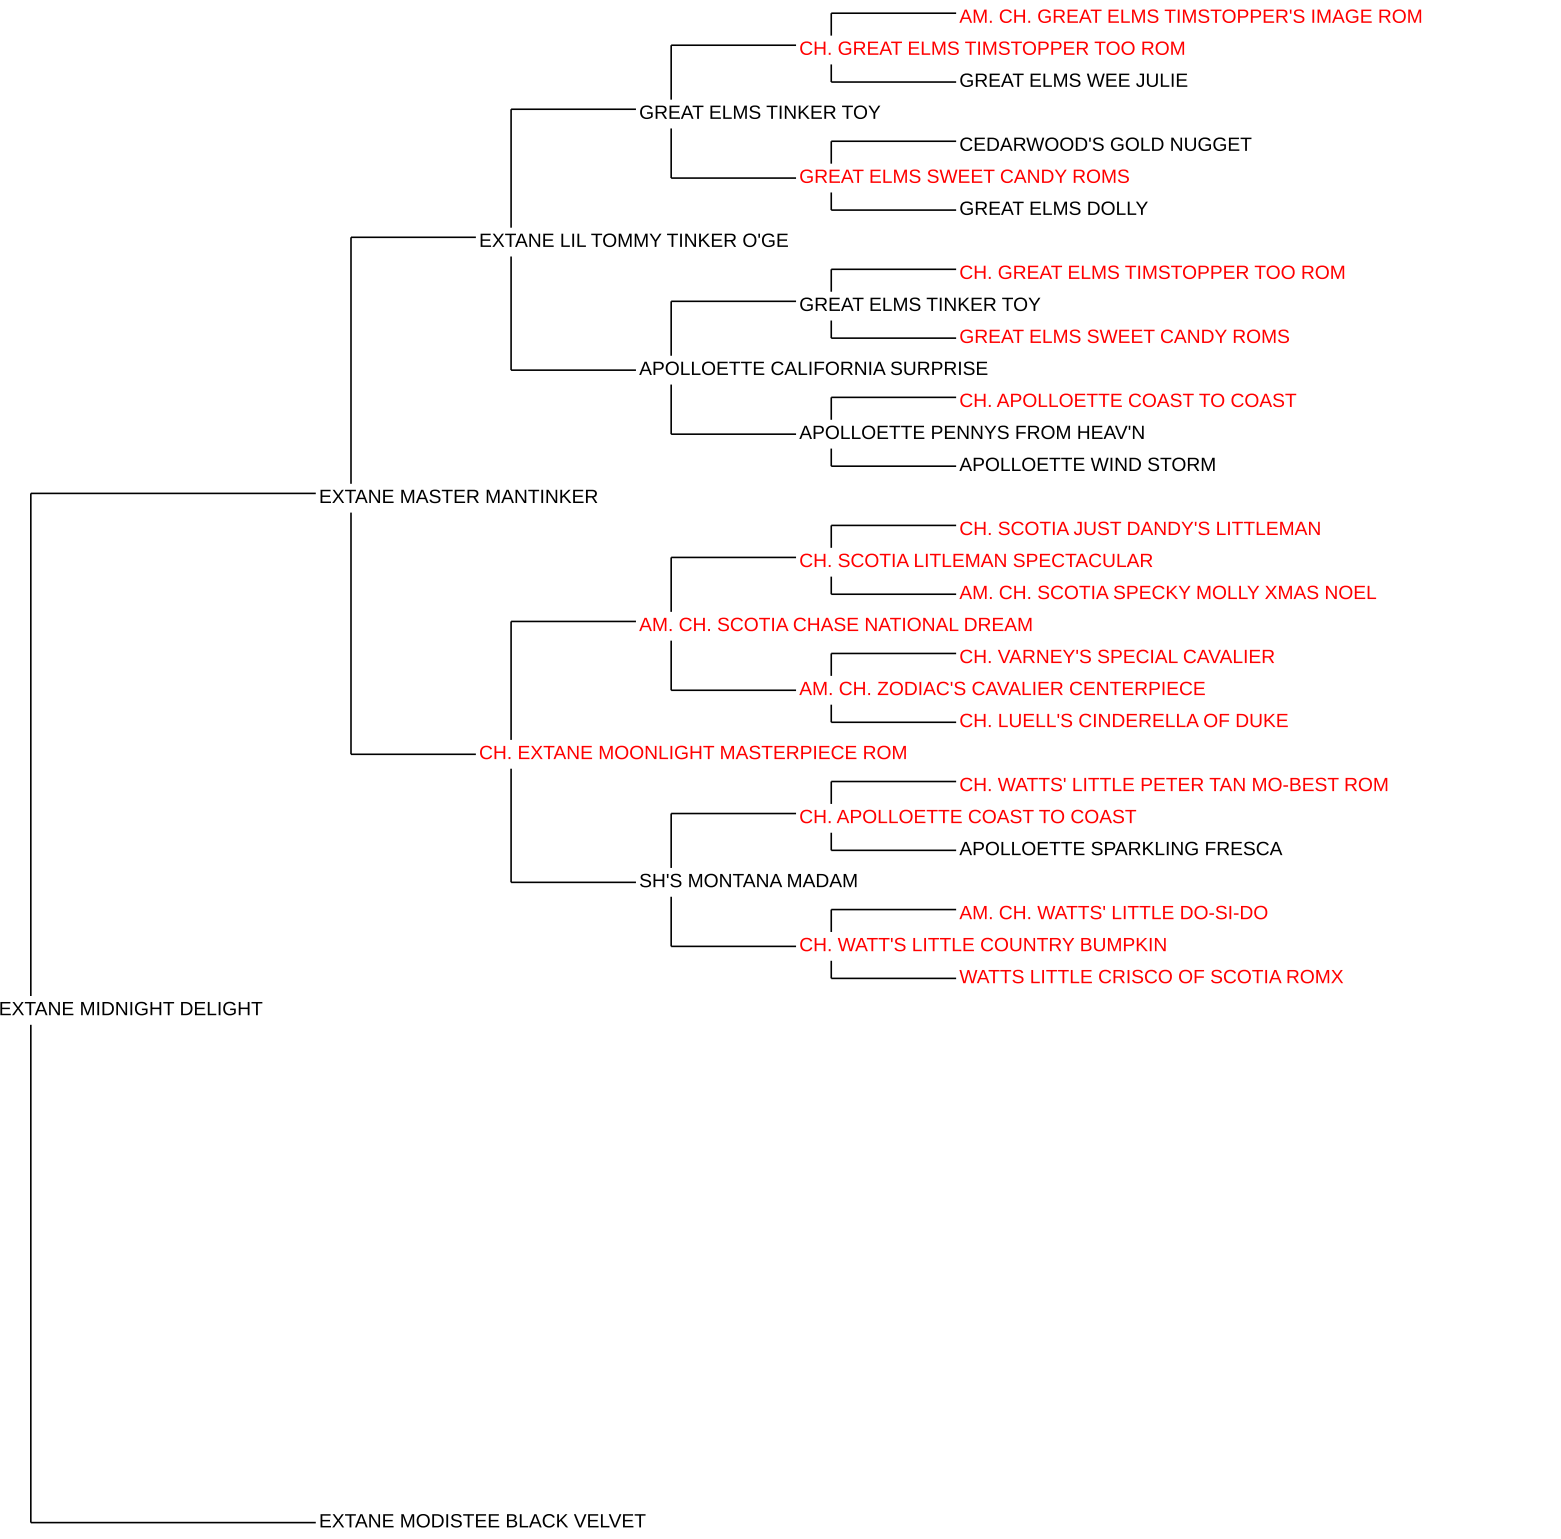 AM. CH. GREAT ELMS TIMSTOPPER'S IMAGE ROM
CH. GREAT ELMS TIMSTOPPER TOO ROM
GREAT ELMS WEE JULIE
GREAT ELMS TINKER TOY
CEDARWOOD'S GOLD NUGGET
GREAT ELMS SWEET CANDY ROMS
GREAT ELMS DOLLY
EXTANE LIL TOMMY TINKER O'GE
CH. GREAT ELMS TIMSTOPPER TOO ROM
GREAT ELMS TINKER TOY
GREAT ELMS SWEET CANDY ROMS
APOLLOETTE CALIFORNIA SURPRISE
CH. APOLLOETTE COAST TO COAST
APOLLOETTE PENNYS FROM HEAV'N
APOLLOETTE WIND STORM
EXTANE MASTER MANTINKER
CH. SCOTIA JUST DANDY'S LITTLEMAN
CH. SCOTIA LITLEMAN SPECTACULAR
AM. CH. SCOTIA SPECKY MOLLY XMAS NOEL
AM. CH. SCOTIA CHASE NATIONAL DREAM
CH. VARNEY'S SPECIAL CAVALIER
AM. CH. ZODIAC'S CAVALIER CENTERPIECE
CH. LUELL'S CINDERELLA OF DUKE
CH. EXTANE MOONLIGHT MASTERPIECE ROM
CH. WATTS' LITTLE PETER TAN MO-BEST ROM
CH. APOLLOETTE COAST TO COAST
APOLLOETTE SPARKLING FRESCA
SH'S MONTANA MADAM
AM. CH. WATTS' LITTLE DO-SI-DO
CH. WATT'S LITTLE COUNTRY BUMPKIN
WATTS LITTLE CRISCO OF SCOTIA ROMX
EXTANE MIDNIGHT DELIGHT
EXTANE MODISTEE BLACK VELVET